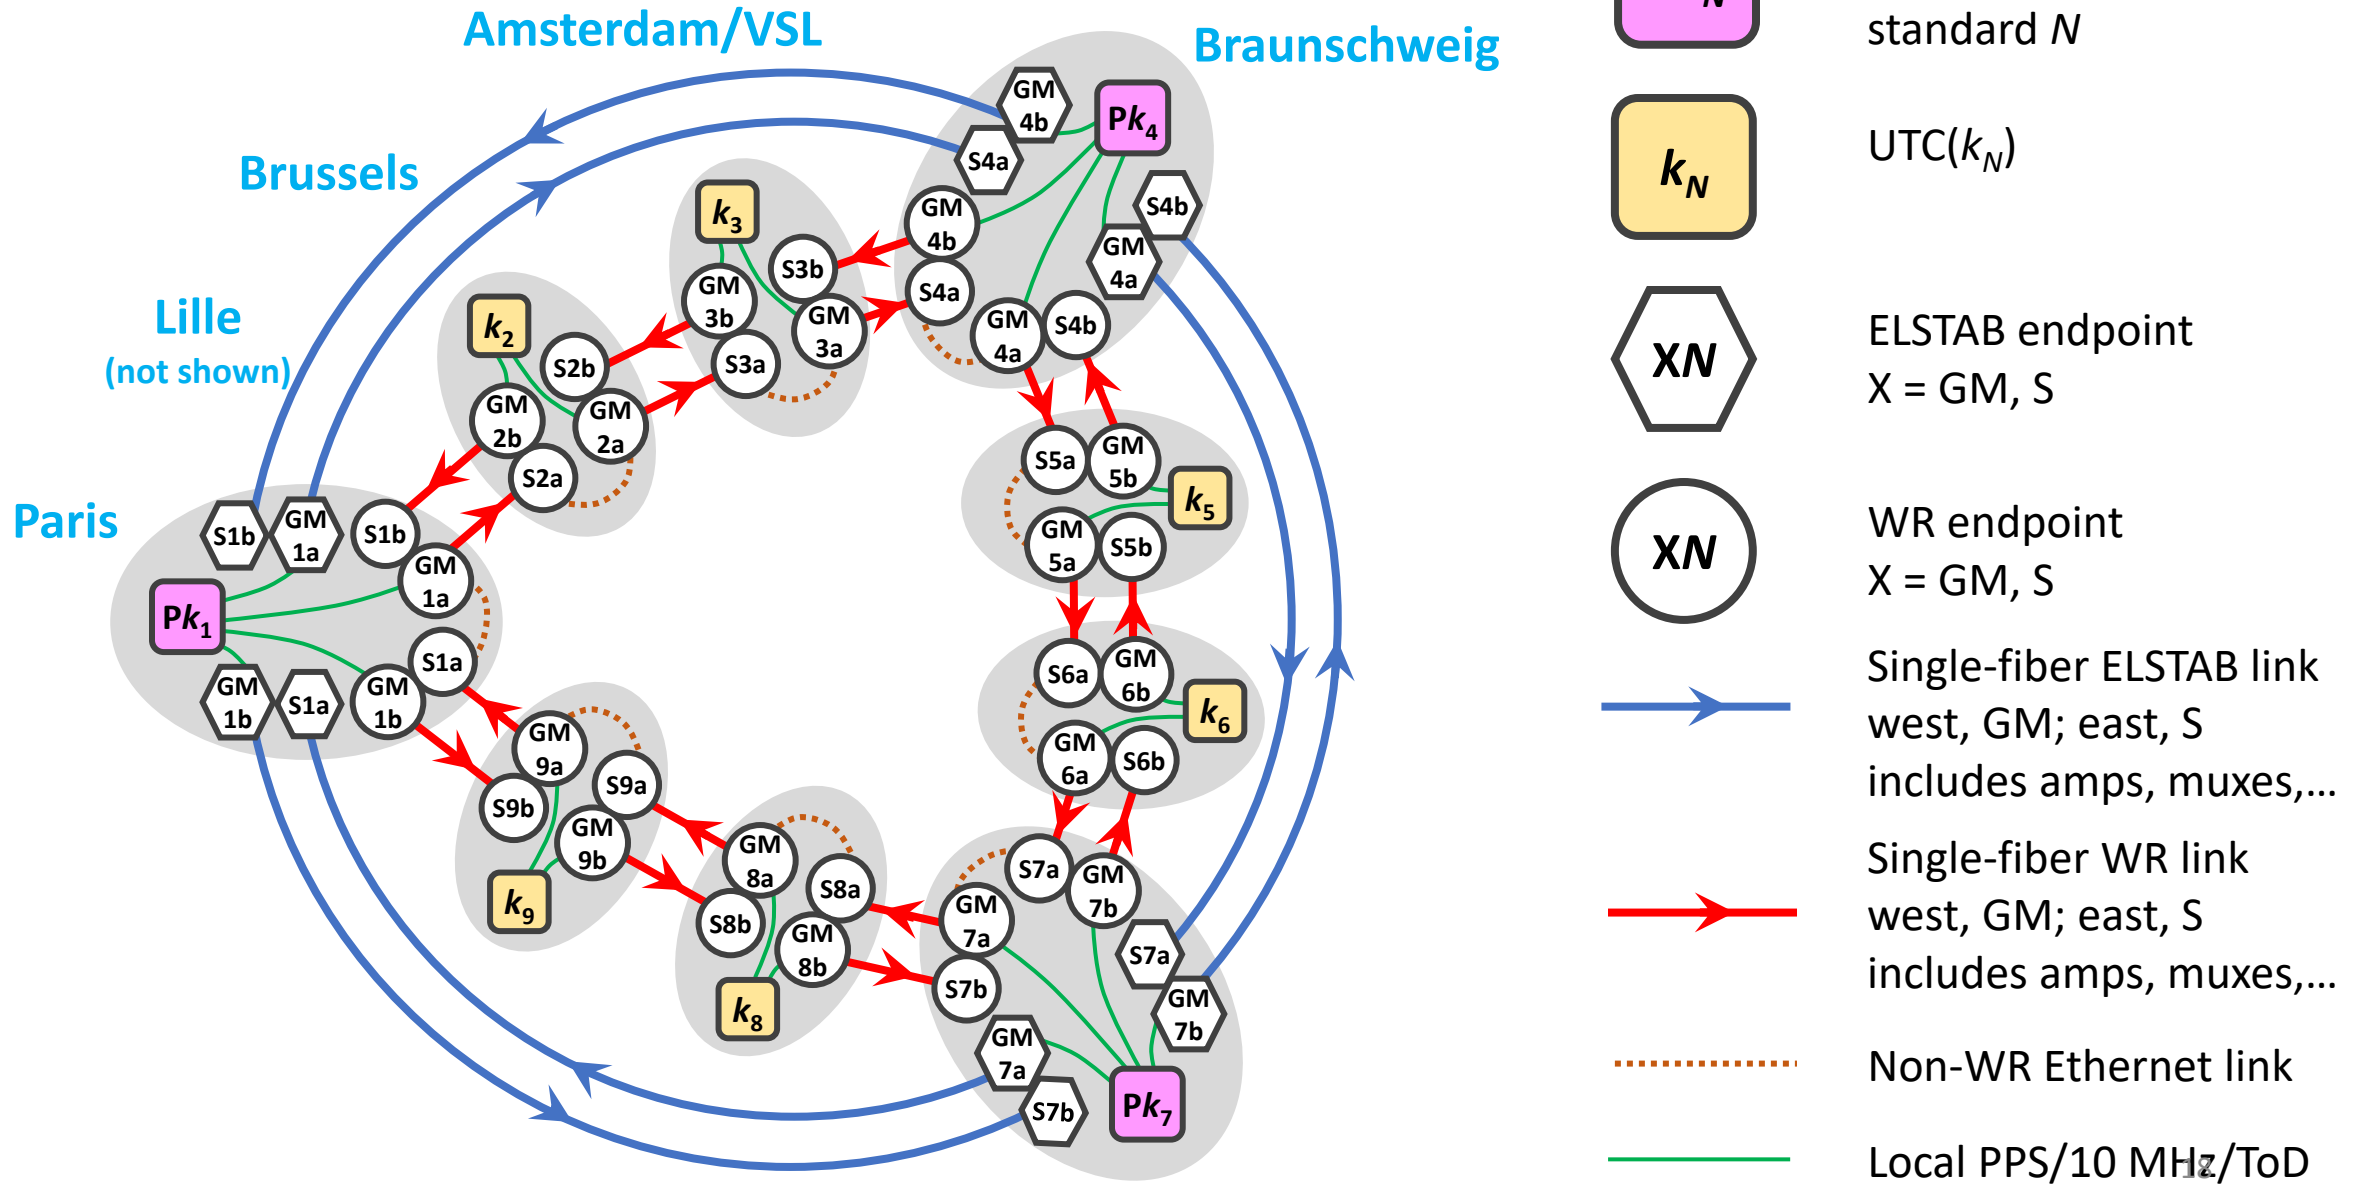 Amsterdam/VSL
Braunschweig
Brussels
Lille
(not shown)
Paris
GM
4b
Pk4
S4a
S4b
GM
4b
GM
4a
S4a
GM
4a
S4b
k3
S3b
GM
3b
GM
3a
S3a
k2
S2b
GM
2b
GM
2a
S2a
S1b
GM
1a
S1b
GM
1a
Pk1
S1a
GM
1b
S1a
GM
1b
S5a
GM
5b
k5
GM
5a
S5b
S6a
GM
6b
k6
GM
6a
S6b
GM
9a
S9a
S9b
GM
9b
k9
GM
8a
S8a
S8b
GM
8b
k8
S7a
GM
7b
GM
7a
S7a
S7b
GM
7b
GM
7a
S7b
Pk7
N
standard N
kN
UTC(kN)
XN
ELSTAB endpoint
X = GM, S
XN
WR endpoint
X = GM, S
Single-fiber ELSTAB link
west, GM; east, S
includes amps, muxes,...
Single-fiber WR link
west, GM; east, S
includes amps, muxes,...
Non-WR Ethernet link
Local PPS/10 MHz/ToD
18